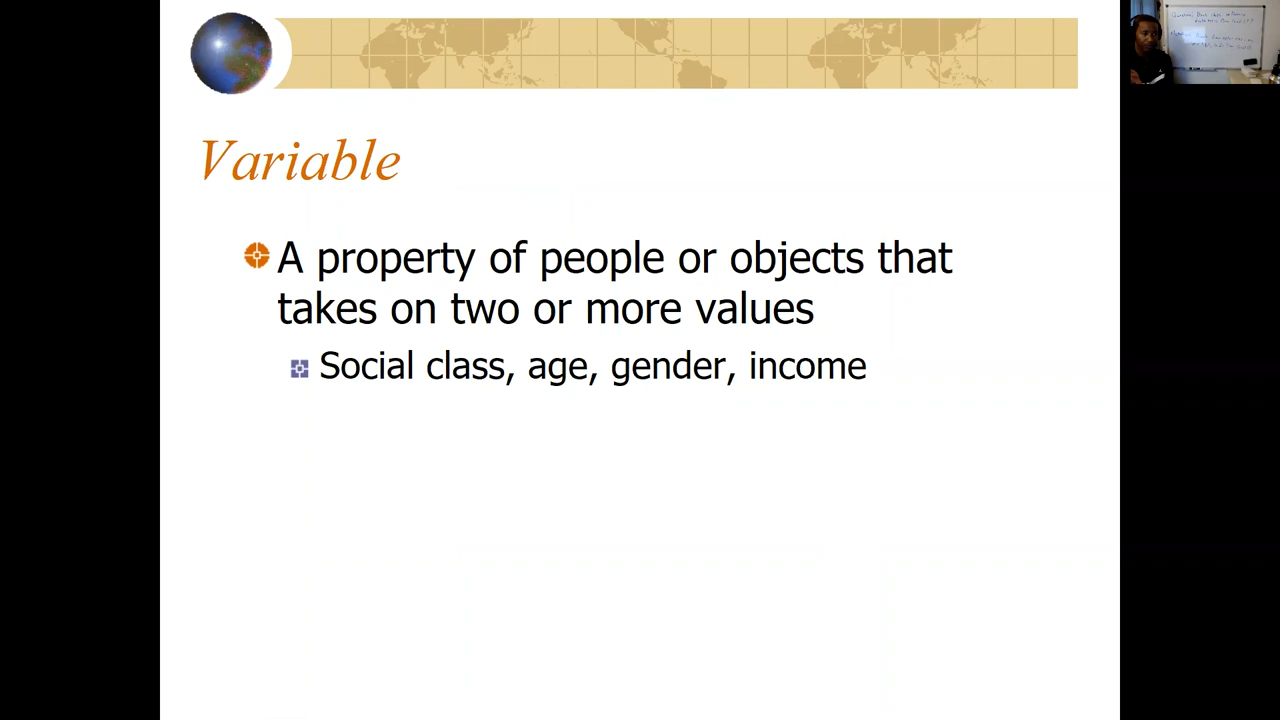 Variable
A property of people or objects that
takes on two or more values
Social class, age, gender, income